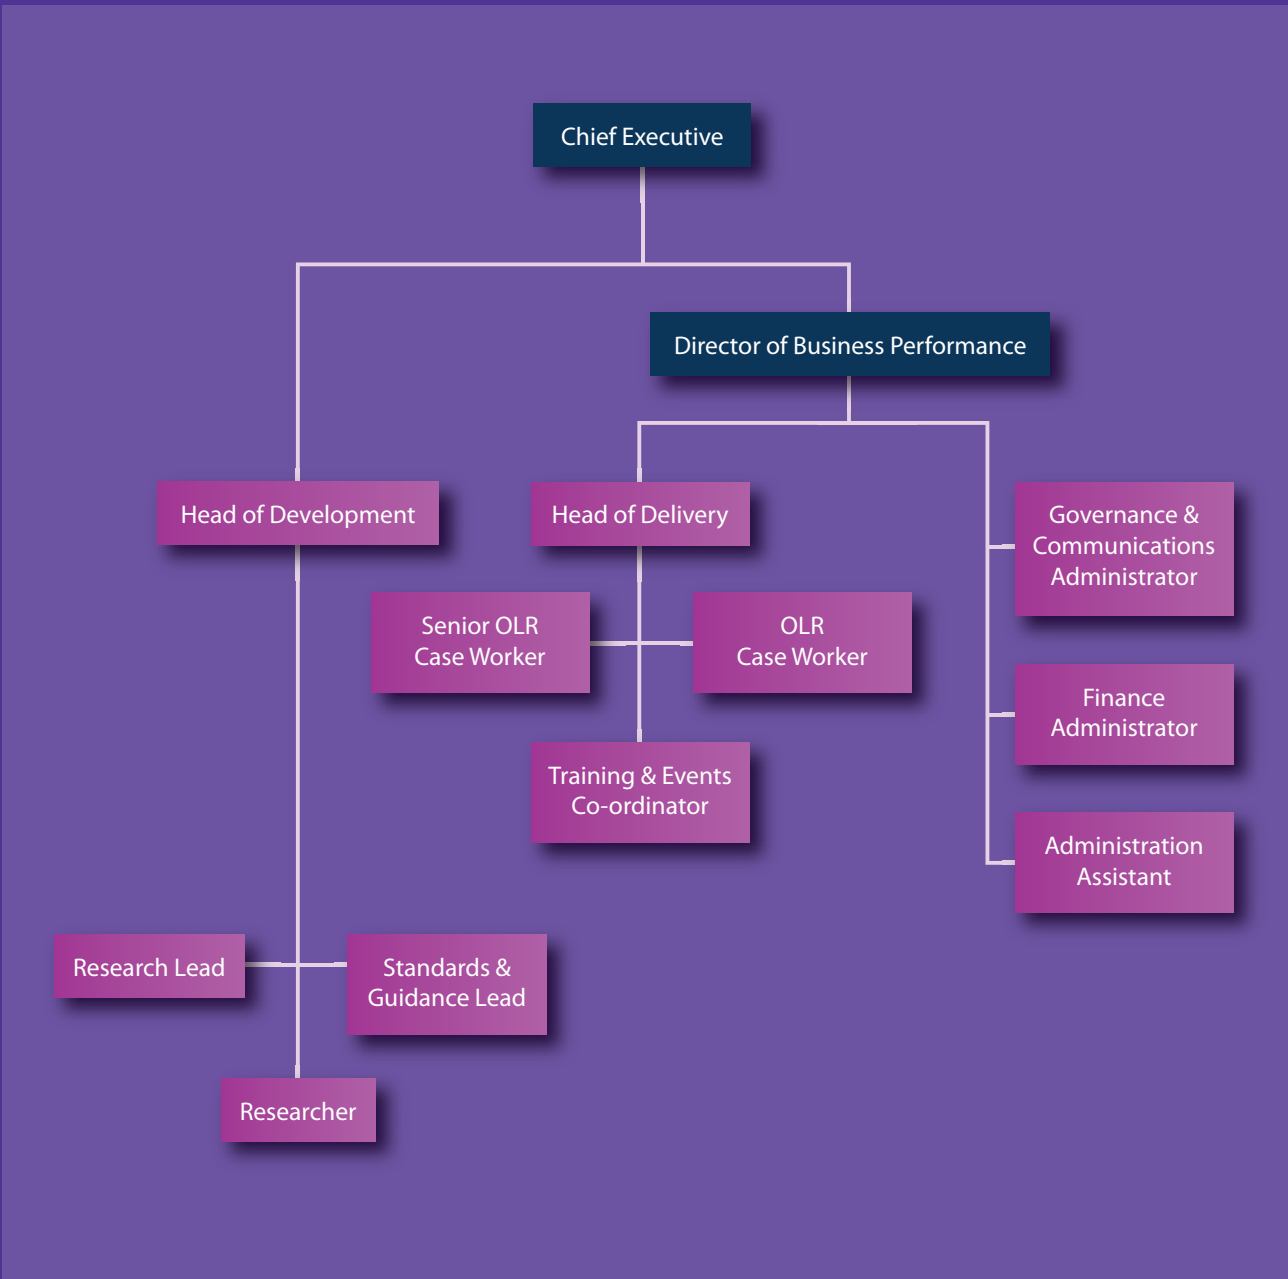 Chief Executive
Director of Business Performance
Head of Development
Head of Delivery
Governance &
Communications
Administrator
Senior OLR
Case Worker
OLR
Case Worker
Finance
Administrator
Training & Events
Co-ordinator
Administration
Assistant
Research Lead
Standards &
Guidance Lead
Researcher